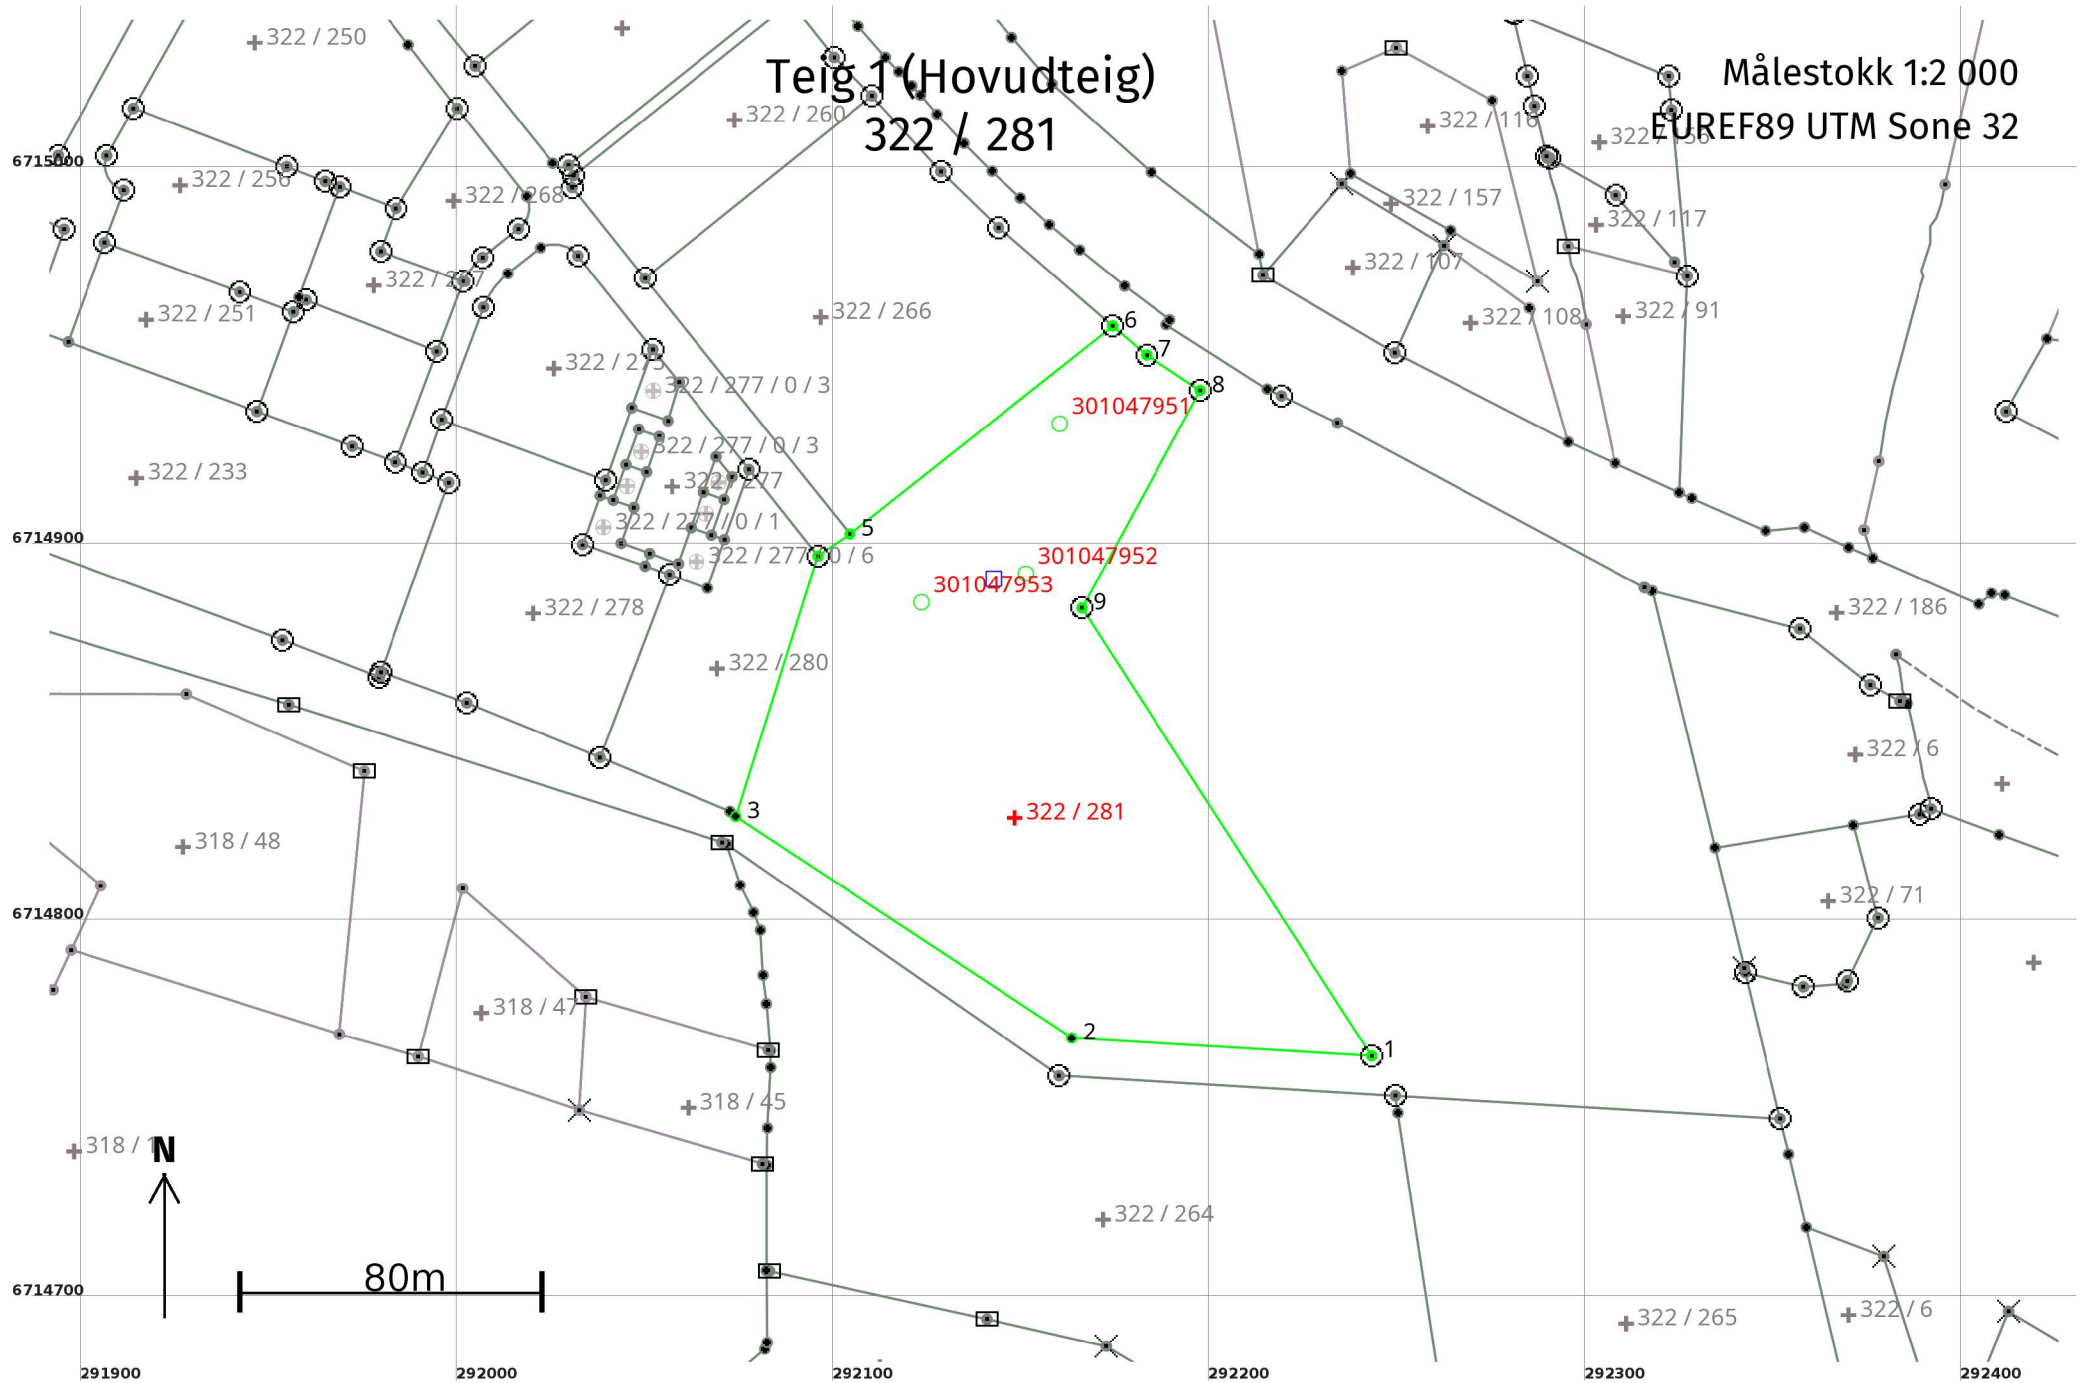 322 / 250
Teig 1 (Hovudteig)
322 / 281
Målestokk 1:2 000
EUREF89 UTM Sone 32
322 / 260
322 / 116
6715000
322 / 256
322 / 268
322 / 157
322 / 117
322 / 107
322 / 251
322 / 266
322 / 108
322 / 91
6
7
8
322 / 277 / 0 / 3
301047951
322 / 277 / 0 / 3
322 / 233
322 / 277
322 / 277 / 0 / 1
5
6714900
322 / 277 / 0 / 6
301047952
301047953
9
322 / 278
322 / 186
322 / 280
322 / 6
3
322 / 281
318 / 48
322 / 71
6714800
318 / 47
2
1
318 / 45
318 / 1
N
322 / 264
80m
6714700
322 / 265
322 / 6
291900
292000
292100
292200
292300
292400